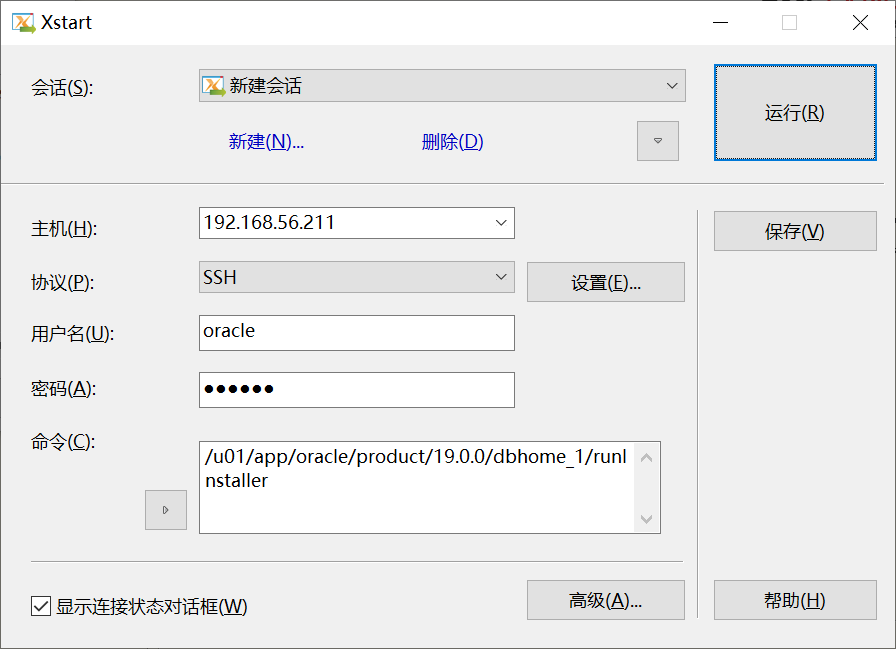 Xstart
会话(S):
新建会话
运行(R)
新建(N)...
删除(D)
主机(H):
192.168.56.211
保存(V)
协议(P):
SSH
设置(E)...
用户名(U):
oracle
密码(A):
●●●●●●
命令(C):
/u01/app/oracle/product/19.0.0/dbhome_1/runI
nstaller
显示连接状态对话框(W)
高级(A)...
帮助(H)